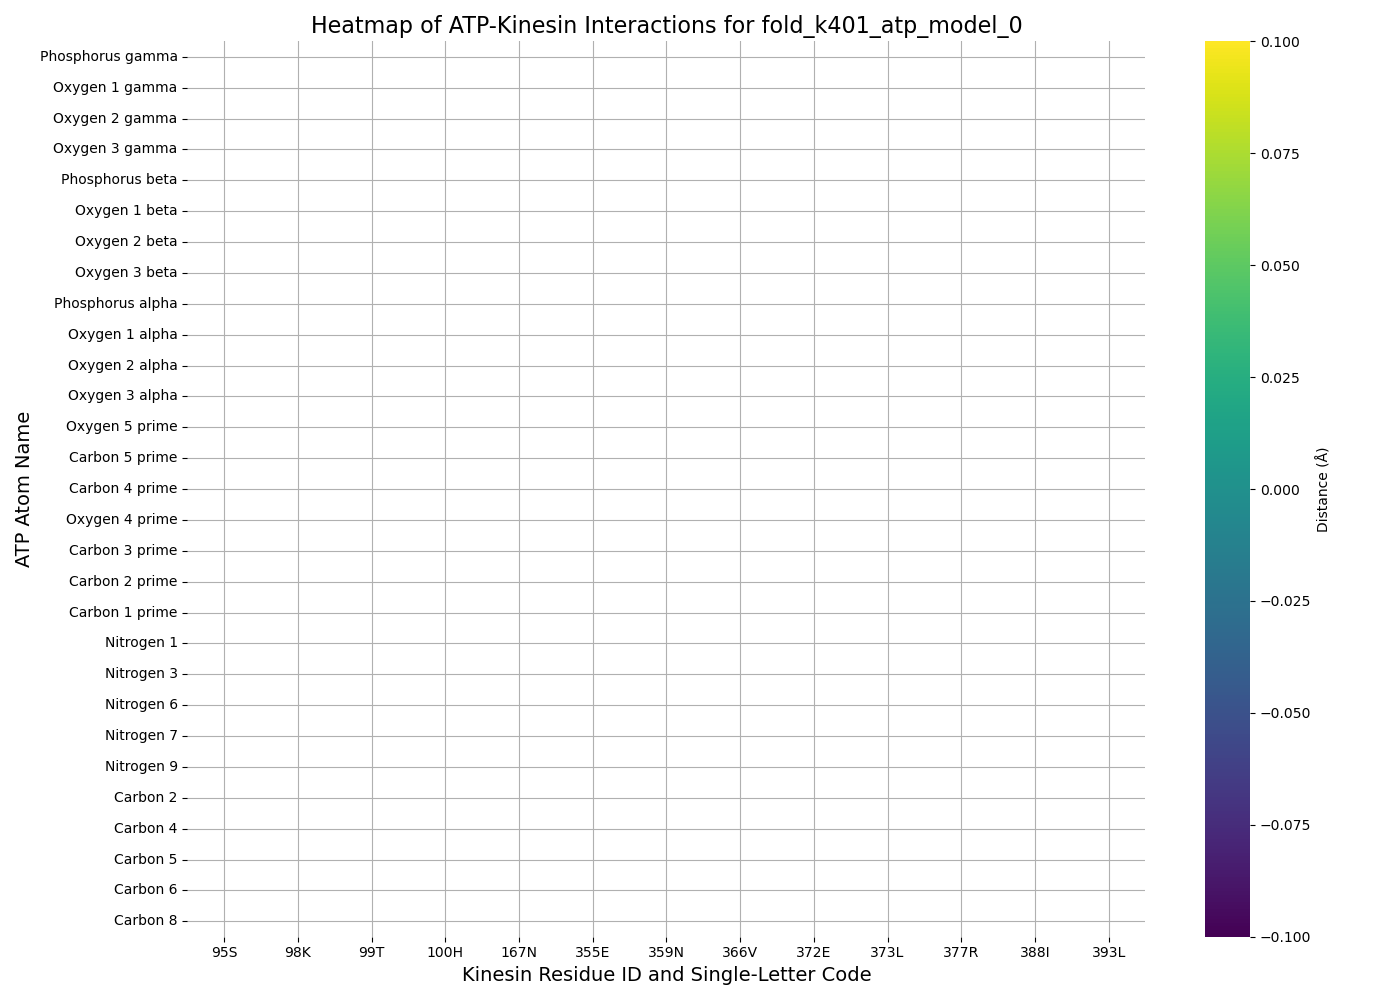 Heatmap of ATP-Kinesin Interactions for fold_k401_atp_model_0
Phosphorus gamma
Oxygen 1 gamma
Oxygen 2 gamma
Oxygen 3 gamma
Phosphorus beta
Oxygen 1 beta
Oxygen 2 beta
Oxygen 3 beta
Phosphorus alpha
Oxygen 1 alpha
Oxygen 2 alpha
Oxygen 3 alpha
Oxygen 5 prime
Carbon 5 prime
Carbon 4 prime
Oxygen 4 prime
Carbon 3 prime
Carbon 2 prime
Carbon 1 prime
Nitrogen 1
Nitrogen 3
Nitrogen 6
Nitrogen 7
Nitrogen 9
Carbon 2
Carbon 4
Carbon 5
Carbon 6
Carbon 8
ATP Atom Name
95S 98K 99T 100H 167N 355E 359N 366V 372E 373L 377R 388I 393L
Kinesin Residue ID and Single-Letter Code
0.100
0.075
0.050
0.025
0.000
−0.025
−0.050
−0.075
−0.100
Distance (Å)